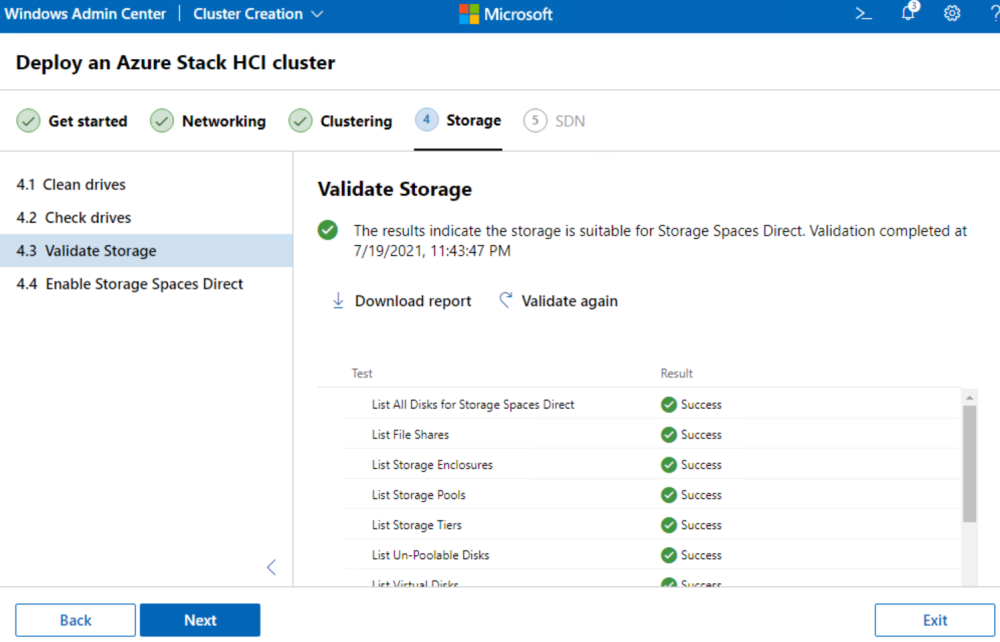 Windows Admin Center | Cluster Creation Microsoft 3 ?
Deploy an Azure Stack HCI cluster
Get started Networking Clustering 4 Storage 5 SDN
4.1 Clean drives
4.2 Check drives
4.3 Validate Storage
4.4 Enable Storage Spaces Direct
Validate Storage
The results indicate the storage is suitable for Storage Spaces Direct. Validation completed at
7/19/2021, 11:43:47 PM
Download report Validate again
Test Result
List All Disks for Storage Spaces Direct Success
List File Shares Success
List Storage Enclosures Success
List Storage Pools Success
List Storage Tiers Success
List Un-Poolable Disks Success
List Virtual Disks Success
Back Next Exit